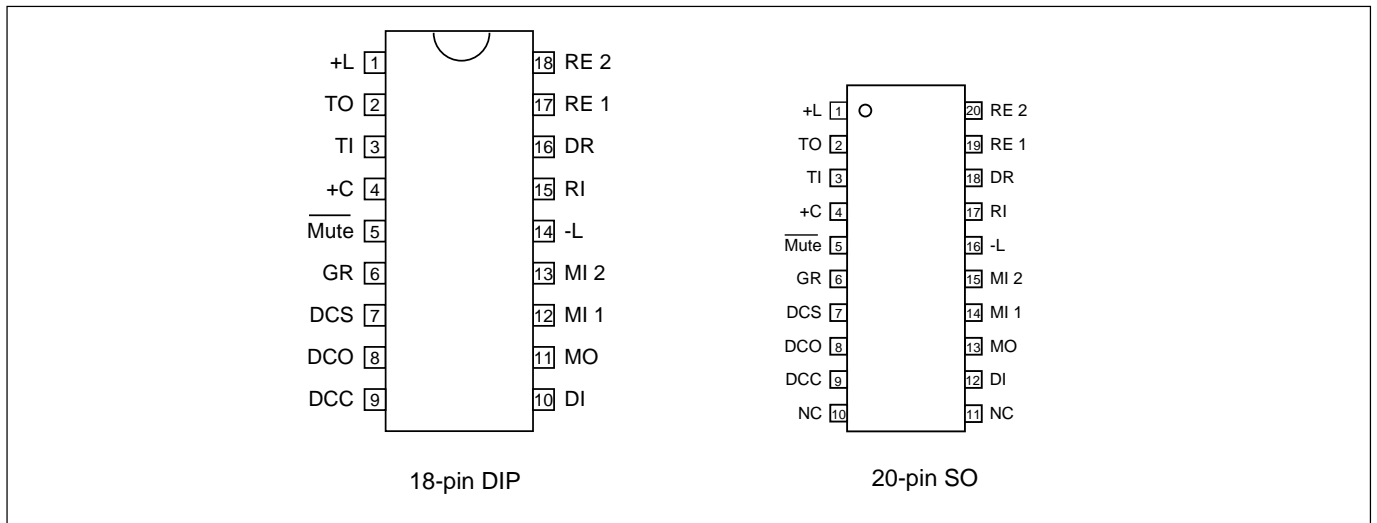 +L 1 18 RE 2
TO 2 17 RE 1
TI 3 16 DR
+C 4 15 RI
Mute 5 14 -L
GR 6 13 MI 2
DCS 7 12 MI 1
DCO 8 11 MO
DCC 9 10 DI
18-pin DIP
+L 1 20 RE 2
TO 2 19 RE 1
TI 3 18 DR
+C 4 17 RI
Mute 5 16 -L
GR 6 15 MI 2
DCS 7 14 MI 1
DCO 8 13 MO
DCC 9 12 DI
NC 10 11 NC
20-pin SO